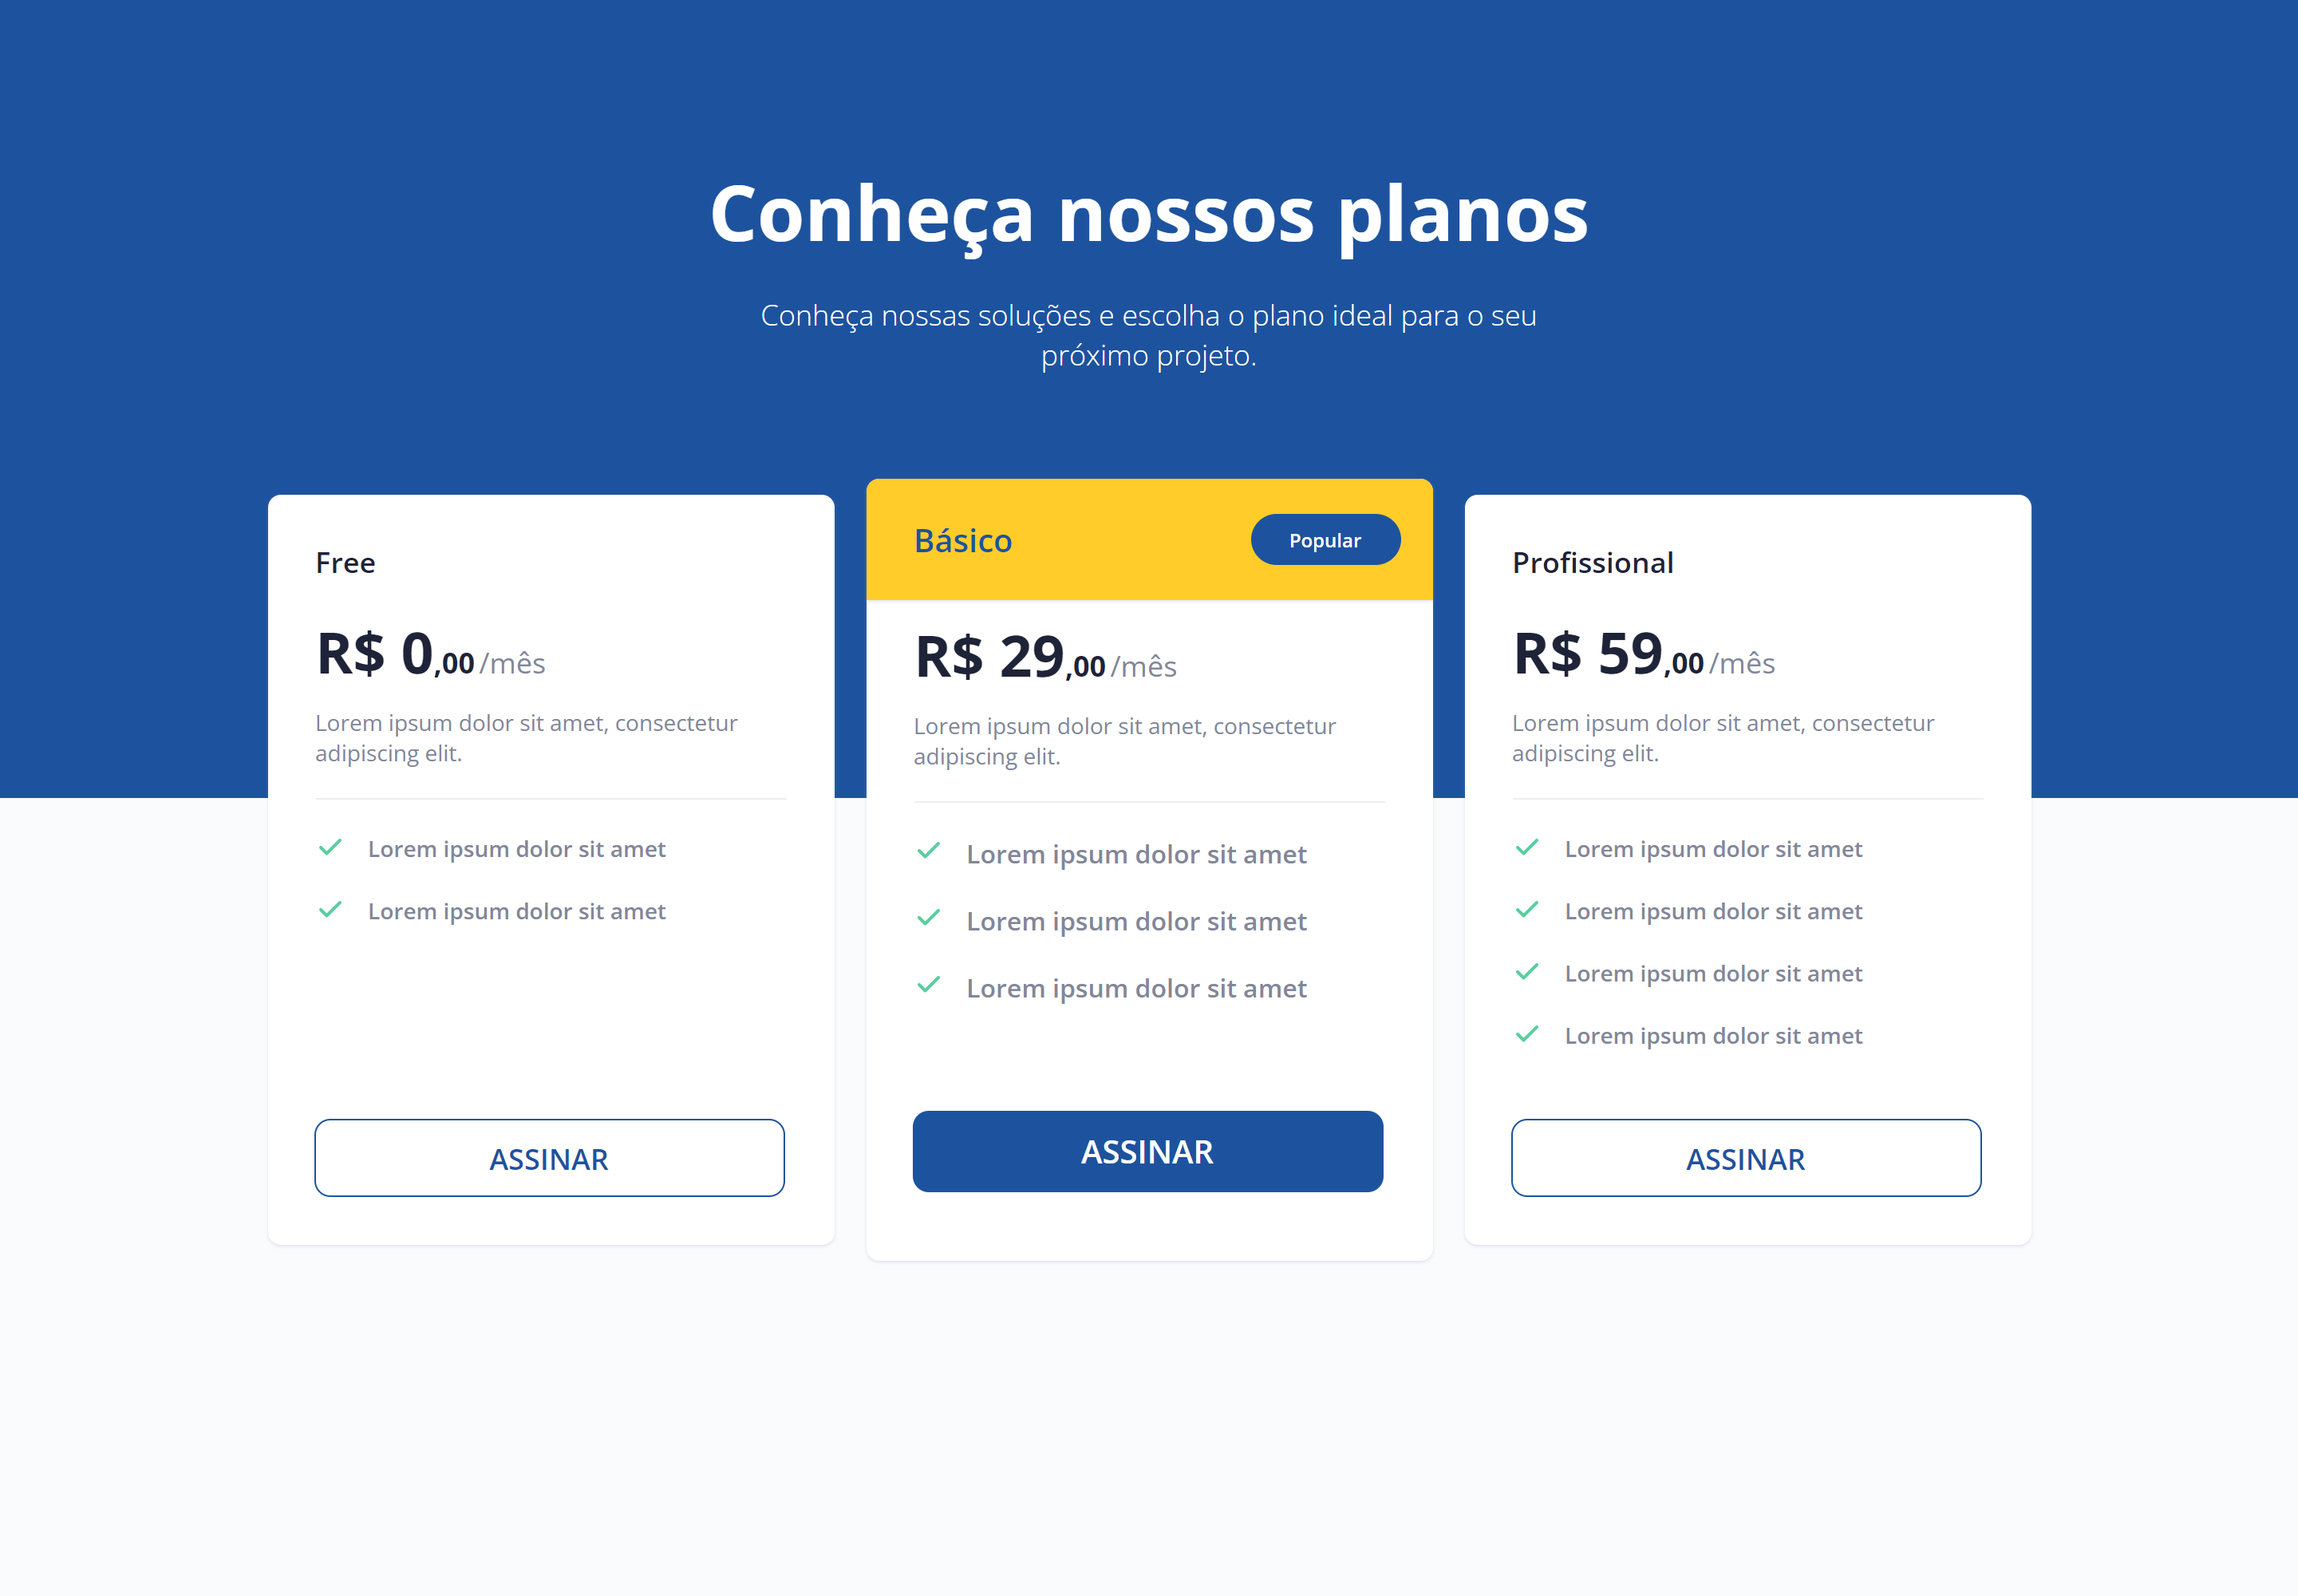 Conheça nossos planos
Conheça nossas soluções e escolha o plano ideal para o seu
próximo projeto.
Free
R$ 0,00 /mês
Lorem ipsum dolor sit amet, consectetur
adipiscing elit.
Lorem ipsum dolor sit amet
Lorem ipsum dolor sit amet
ASSINAR
Básico
Popular
R$ 29,00 /mês
Lorem ipsum dolor sit amet, consectetur
adipiscing elit.
Lorem ipsum dolor sit amet
Lorem ipsum dolor sit amet
Lorem ipsum dolor sit amet
ASSINAR
Profissional
R$ 59,00 /mês
Lorem ipsum dolor sit amet, consectetur
adipiscing elit.
Lorem ipsum dolor sit amet
Lorem ipsum dolor sit amet
Lorem ipsum dolor sit amet
Lorem ipsum dolor sit amet
ASSINAR